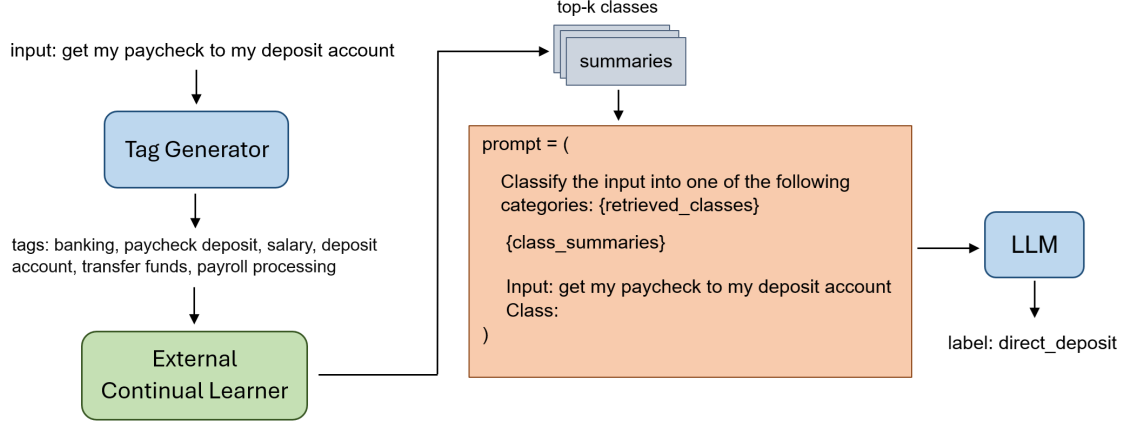 input: get my paycheck to my deposit account
Tag Generator
tags: banking, paycheck deposit, salary, deposit
account, transfer funds, payroll processing
External
Continual Learner
top-k classes
summaries
prompt = (
Classify the input into one of the following
categories: {retrieved_classes}
{class_summaries}
Input: get my paycheck to my deposit account
Class:
)
LLM
label: direct_deposit